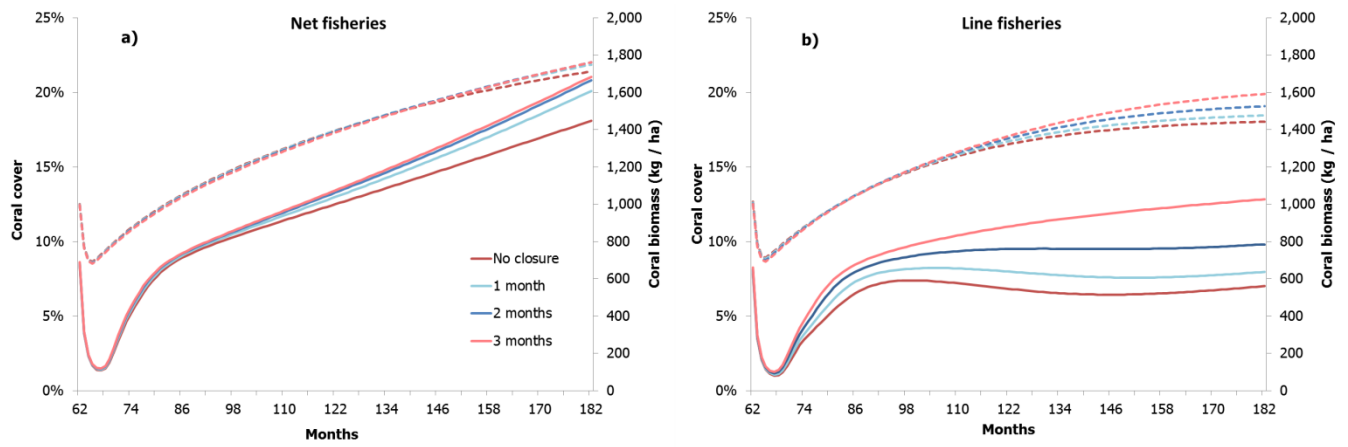 Net fisheries
a)
25%
20%
15%
10%
5%
0%
Coral cover
2,000
1,800
1,600
1,400
1,200
1,000
800
600
400
200
0
Coral biomass (kg / ha)
No closure
1 month
2 months
3 months
62 74 86 98 110 122 134 146 158 170 182
Months
Line fisheries
b)
25%
20%
15%
10%
5%
0%
Coral cover
2,000
1,800
1,600
1,400
1,200
1,000
800
600
400
200
0
Coral biomass (kg / ha)
62 74 86 98 110 122 134 146 158 170 182
Months